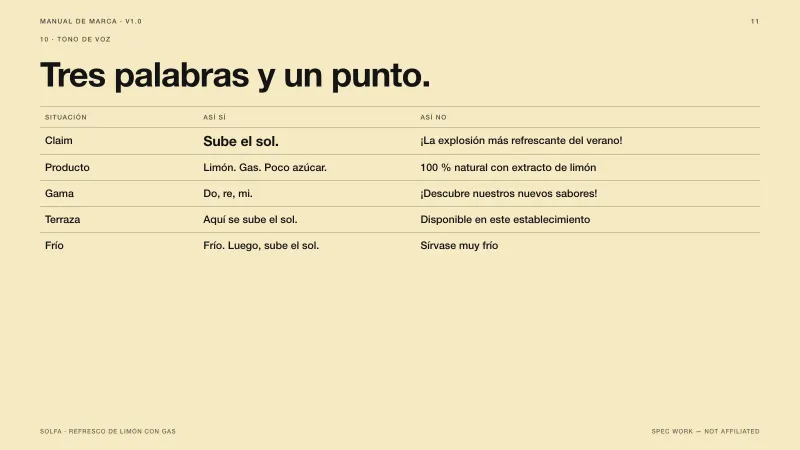 MANUAL DE MARCA · V1.0
11
10 · TONO DE VOZ
Tres palabras y un punto.
SITUACIÓN ASÍ SÍ ASÍ NO
Claim Sube el sol. ¡La explosión más refrescante del verano!
Producto Limón. Gas. Poco azúcar. 100 % natural con extracto de limón
Gama Do, re, mi. ¡Descubre nuestros nuevos sabores!
Terraza Aquí se sube el sol. Disponible en este establecimiento
Frío Frío. Luego, sube el sol. Sírvase muy frío
SOLFA · REFRESCO DE LIMÓN CON GAS
SPEC WORK — NOT AFFILIATED